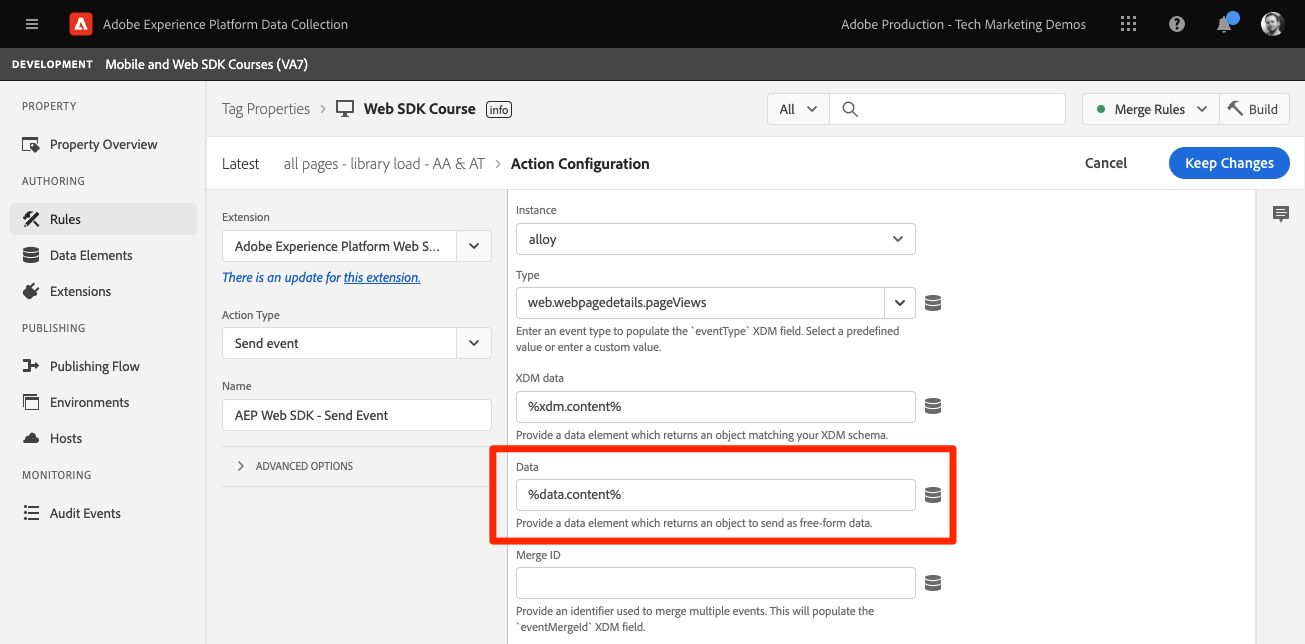 Adobe Experience Platform Data Collection
Adobe Production - Tech Marketing Demos
DEVELOPMENT Mobile and Web SDK Courses (VA7)
PROPERTY
Property Overview
AUTHORING
Rules
Data Elements
Extensions
PUBLISHING
Publishing Flow
Environments
Hosts
MONITORING
Audit Events
Tag Properties > Web SDK Course info
All
Merge Rules
Build
Latest all pages - library load - AA & AT > Action Configuration
Cancel
Keep Changes
Extension
Adobe Experience Platform Web S...
There is an update for this extension.
Action Type
Send event
Name
AEP Web SDK - Send Event
ADVANCED OPTIONS
Instance
alloy
Type
web.webpagedetails.pageViews
Enter an event type to populate the `eventType` XDM field. Select a predefined
value or enter a custom value.
XDM data
%xdm.content%
Provide a data element which returns an object matching your XDM schema.
Data
%data.content%
Provide a data element which returns an object to send as free-form data.
Merge ID
Provide an identifier used to merge multiple events. This will populate the
`eventMergeId` XDM field.